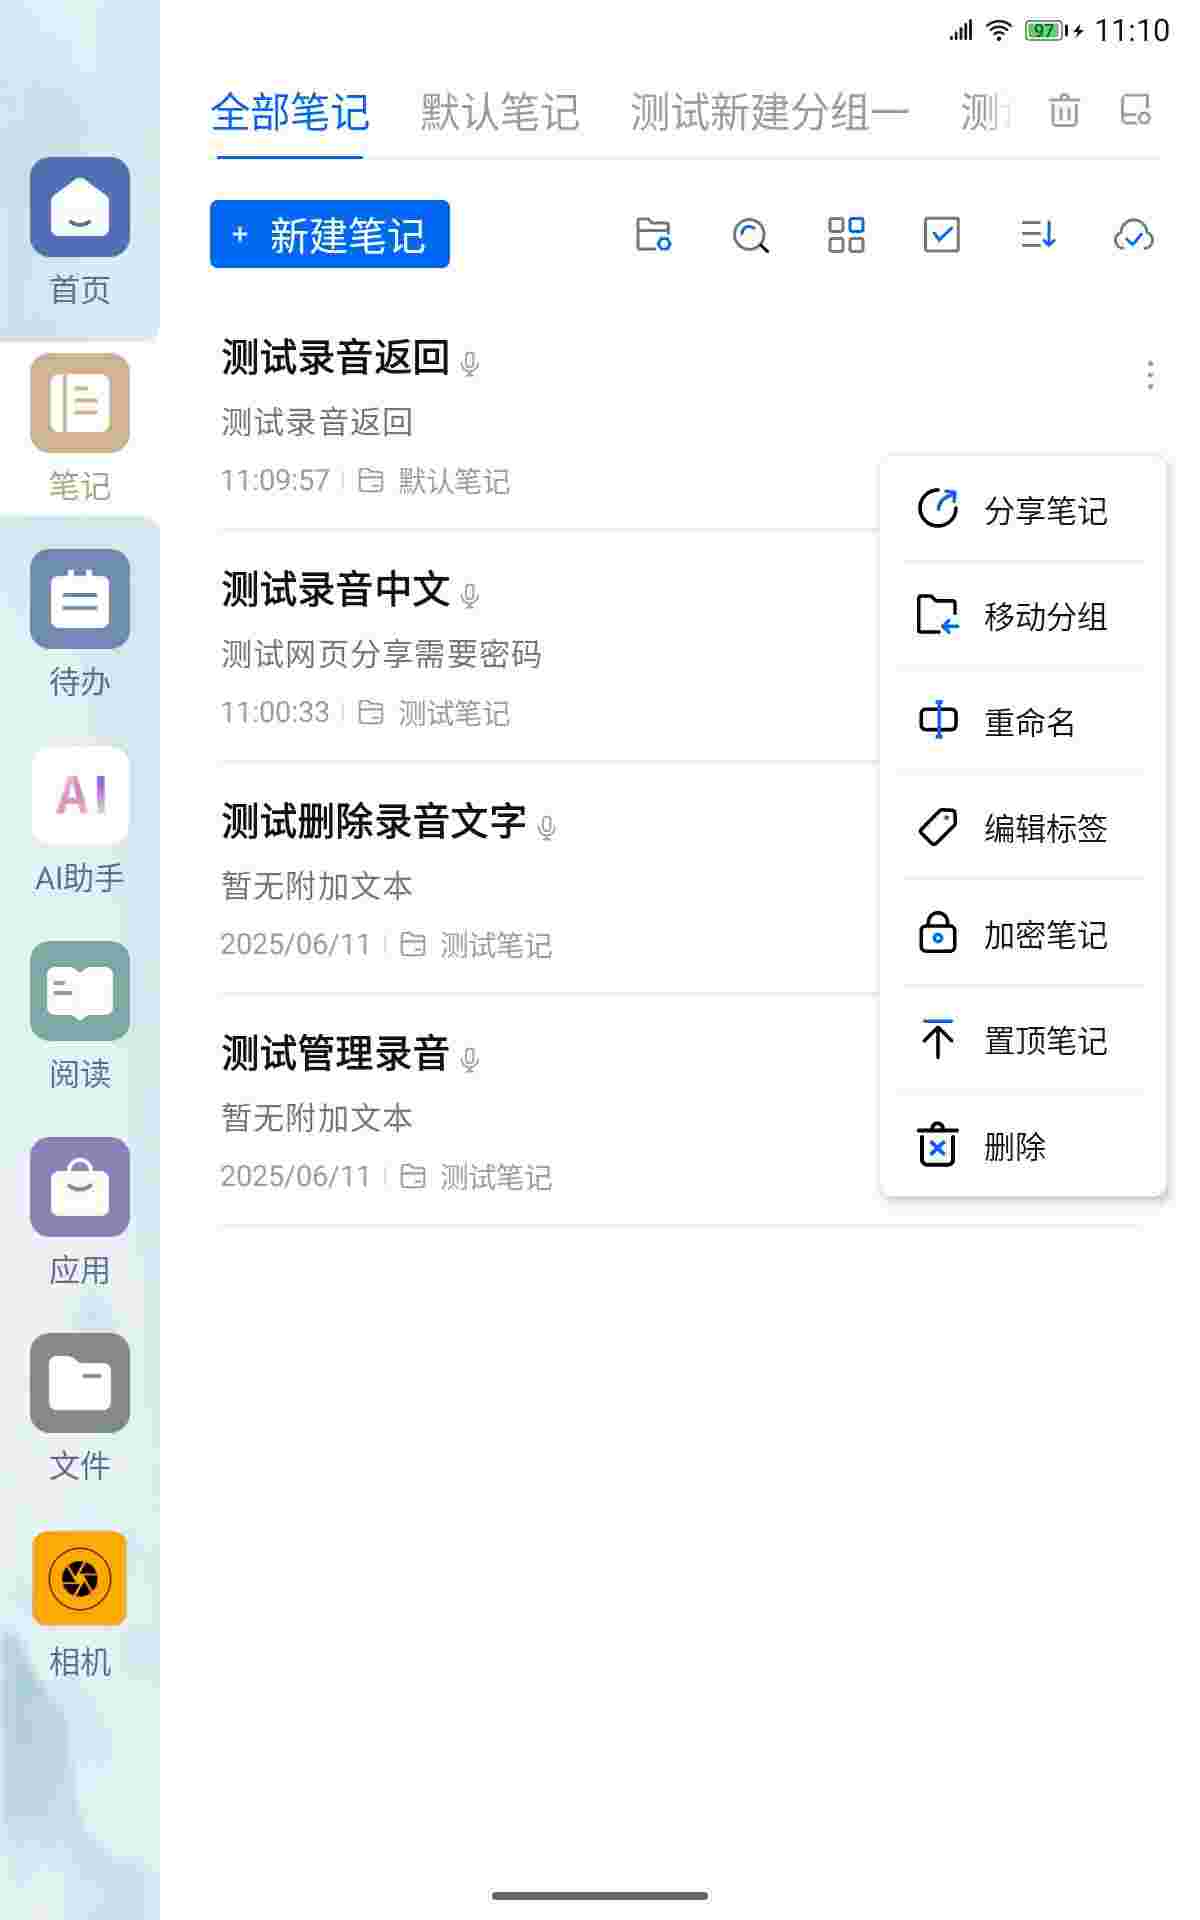 97 11:10
全部笔记 默认笔记 测试新建分组一 测
+ 新建笔记
首页
笔记
待办
AI
AI助手
阅读
应用
文件
相机
测试录音返回
测试录音返回
11:09:57 默认笔记
测试录音中文
测试网页分享需要密码
11:00:33 测试笔记
测试删除录音文字
暂无附加文本
2025/06/11 测试笔记
测试管理录音
暂无附加文本
2025/06/11 测试笔记
分享笔记
移动分组
重命名
编辑标签
加密笔记
置顶笔记
删除